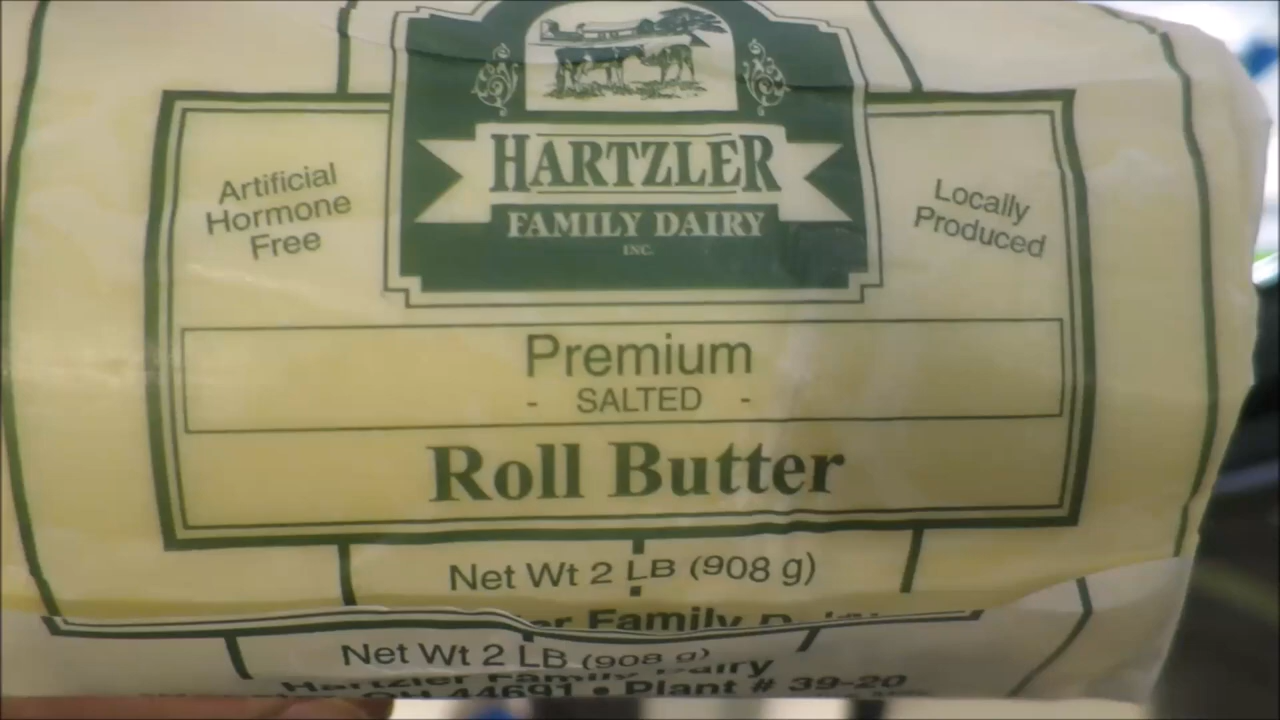 HARTZLER
FAMILY DAIRY
INC.
Artificial
Hormone
Free
Locally
Produced
Premium
- SALTED -
Roll Butter
Net Wt 2 LB (908 g)
Family
Net Wt 2 LB (908 g)
Hartzler Family Dairy
OH 44691 • Plant # 39-20